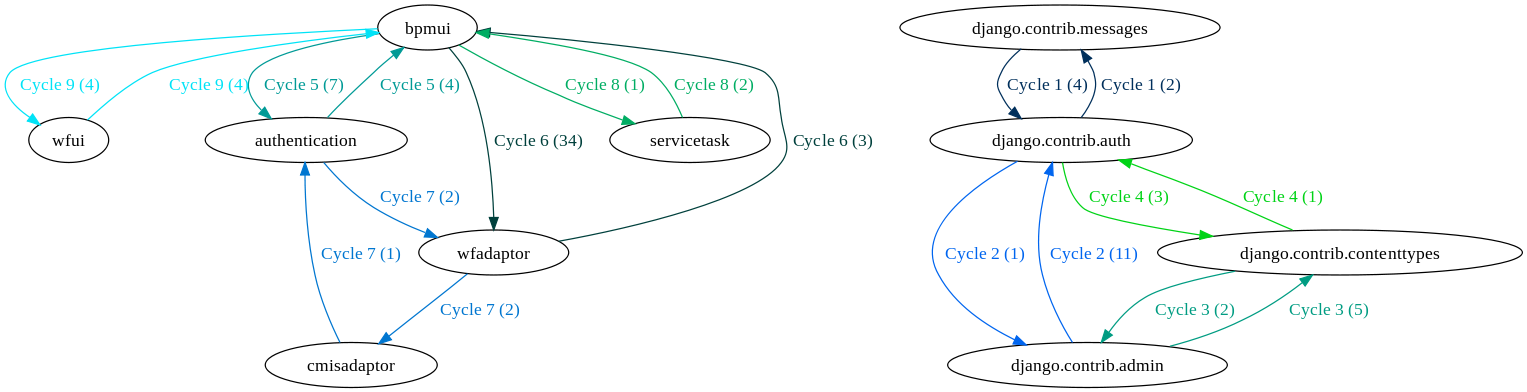 bpmui
django.contrib.messages
Cycle 9 (4)
Cycle 9 (4)
Cycle 5 (7)
Cycle 5 (4)
Cycle 8 (1)
Cycle 8 (2)
Cycle 1 (4)
Cycle 1 (2)
wfui
authentication
Cycle 6 (34)
servicetask
Cycle 6 (3)
django.contrib.auth
Cycle 7 (2)
Cycle 4 (3)
Cycle 4 (1)
Cycle 7 (1)
wfadaptor
Cycle 2 (1)
Cycle 2 (11)
django.contrib.contenttypes
Cycle 7 (2)
Cycle 3 (2)
Cycle 3 (5)
cmisadaptor
django.contrib.admin